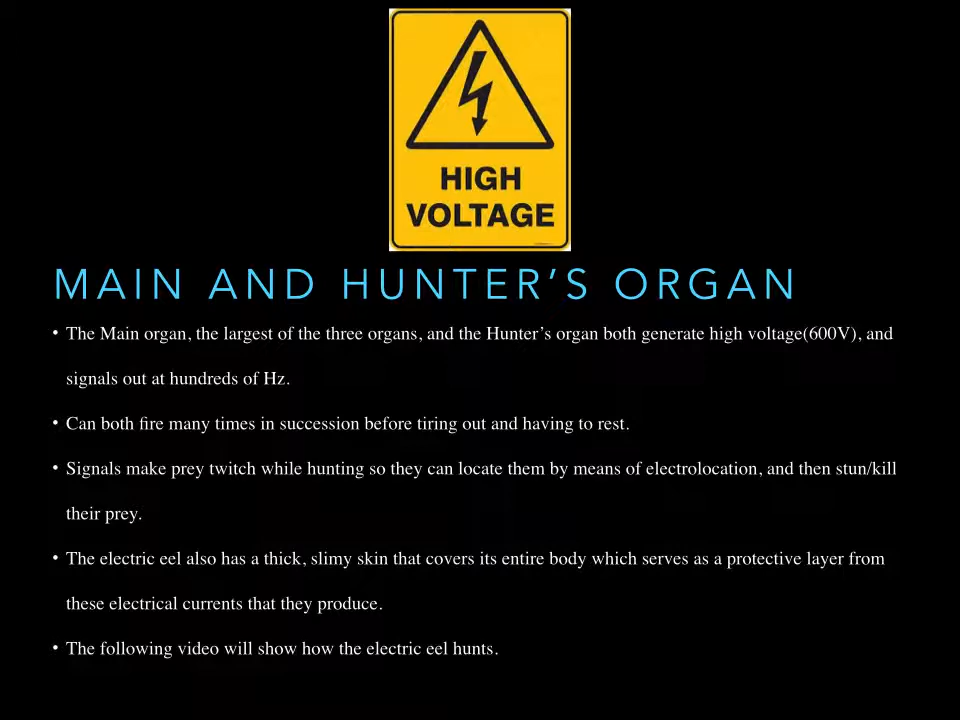 HIGH
VOLTAGE
MAIN AND HUNTER’S ORGAN
• The Main organ, the largest of the three organs, and the Hunter’s organ both generate high voltage(600V), and
signals out at hundreds of Hz.
• Can both fire many times in succession before tiring out and having to rest.
• Signals make prey twitch while hunting so they can locate them by means of electrolocation, and then stun/kill
their prey.
• The electric eel also has a thick, slimy skin that covers its entire body which serves as a protective layer from
these electrical currents that they produce.
• The following video will show how the electric eel hunts.